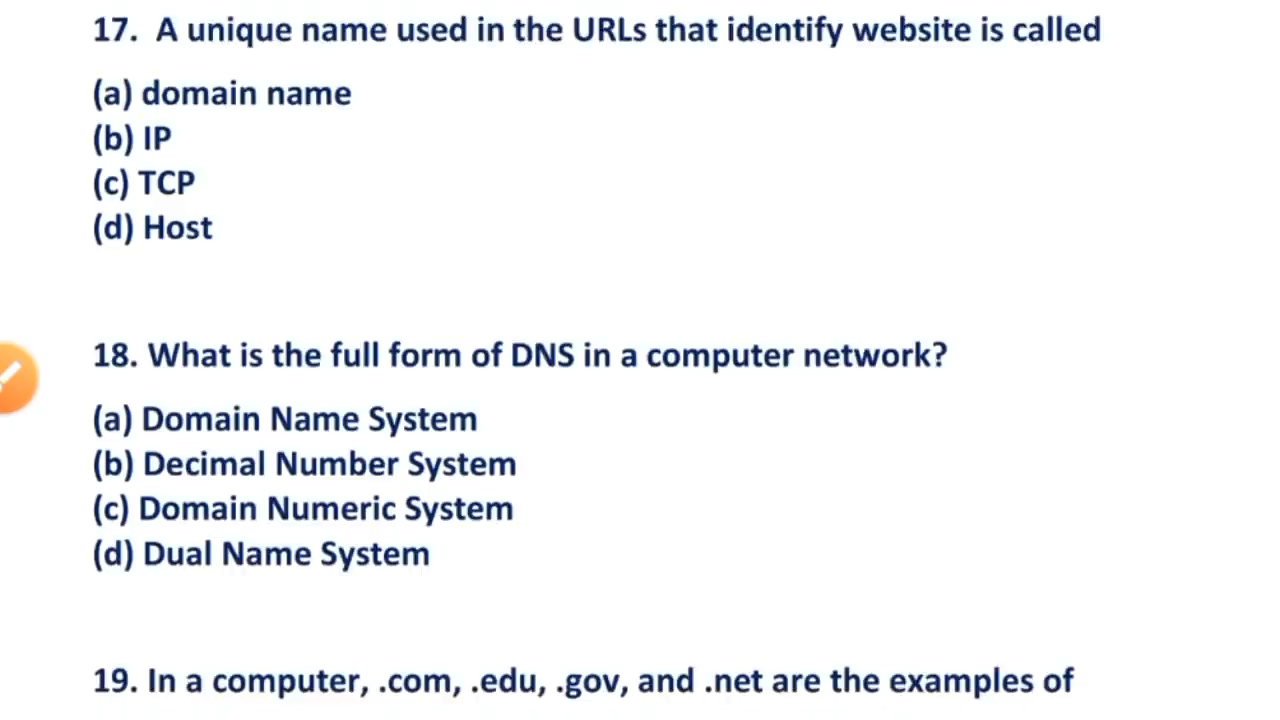 17. A unique name used in the URLs that identify website is called
(a) domain name
(b) IP
(c) TCP
(d) Host
18. What is the full form of DNS in a computer network?
(a) Domain Name System
(b) Decimal Number System
(c) Domain Numeric System
(d) Dual Name System
19. In a computer, .com, .edu, .gov, and .net are the examples of